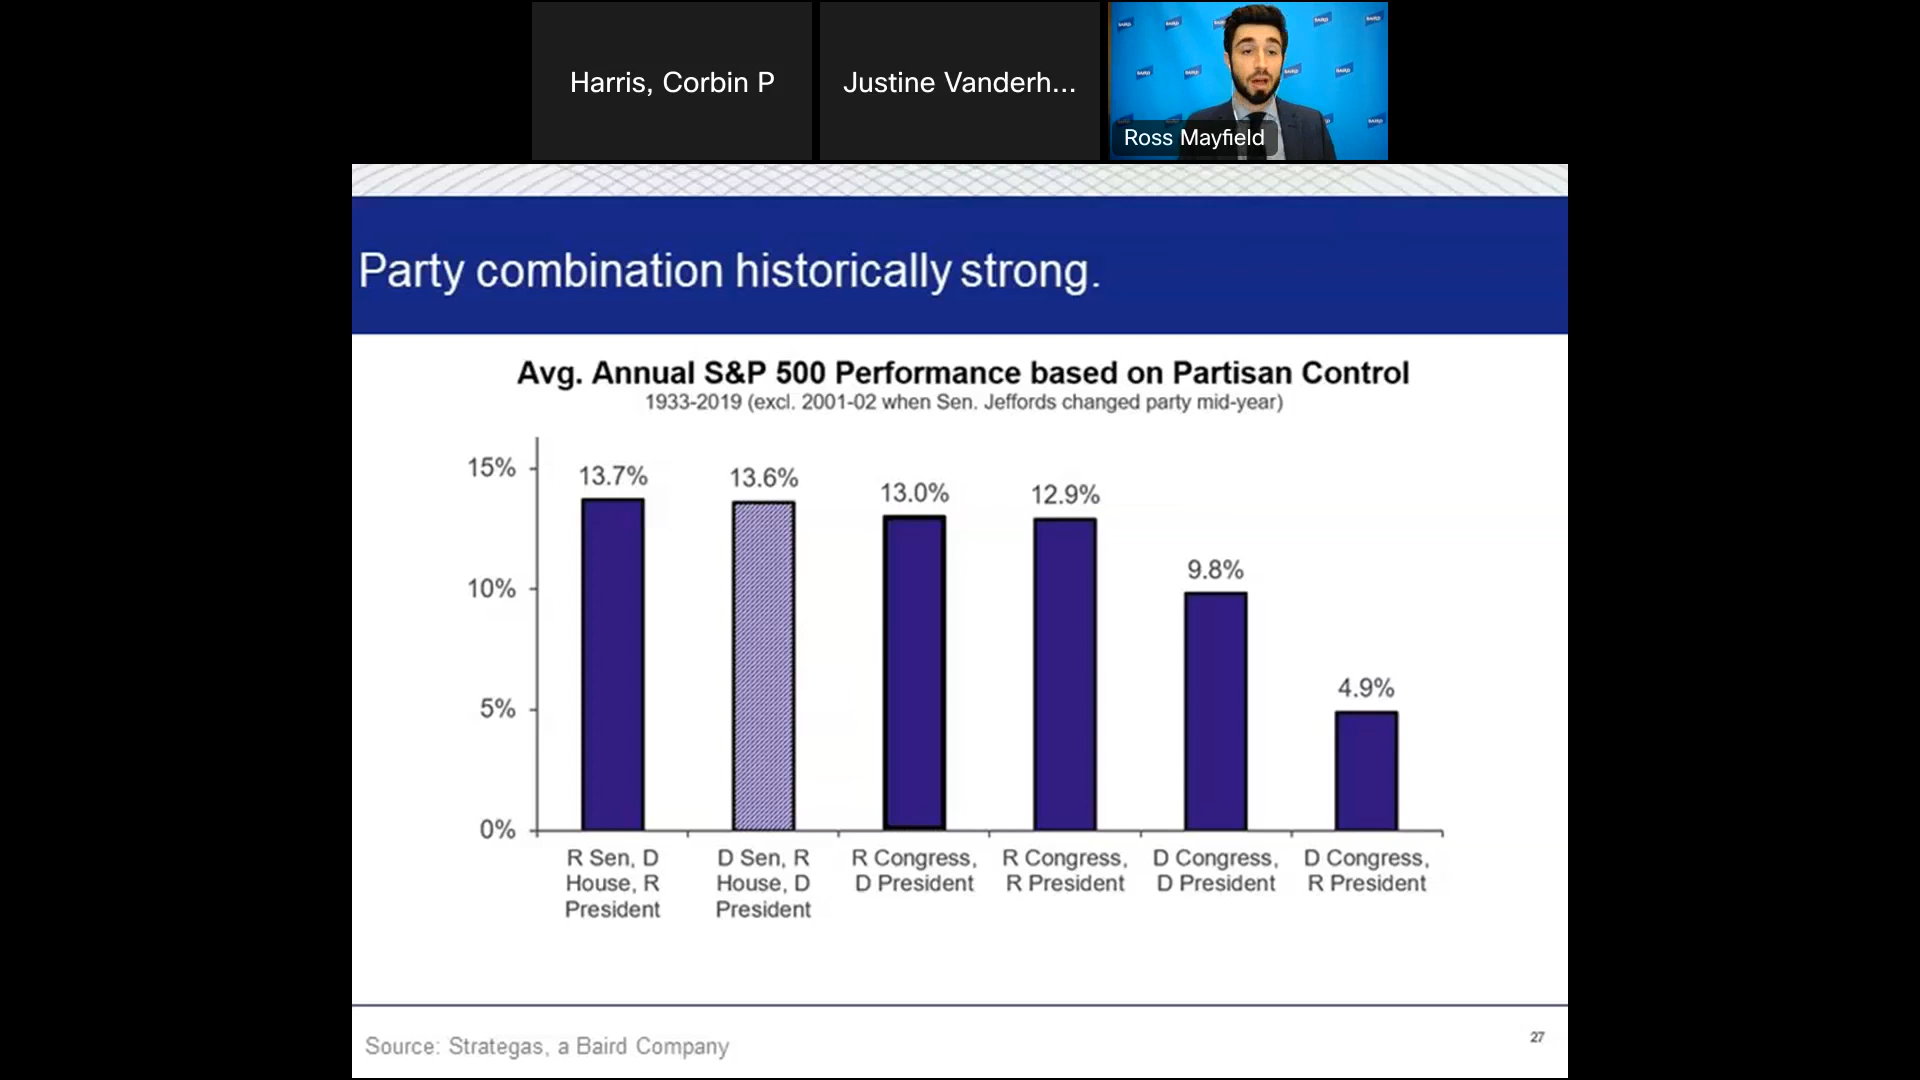 Harris, Corbin P
Justine Vanderh...
Ross Mayfield
Party combination historically strong.
Avg. Annual S&P 500 Performance based on Partisan Control
1933-2019 (excl. 2001-02 when Sen. Jeffords changed party mid-year)
15%
10%
5%
0%
13.7%
13.6%
13.0%
12.9%
9.8%
4.9%
R Sen, D
House, R
President
D Sen, R
House, D
President
R Congress,
D President
R Congress,
R President
D Congress,
D President
D Congress,
R President
Source: Strategas, a Baird Company
27